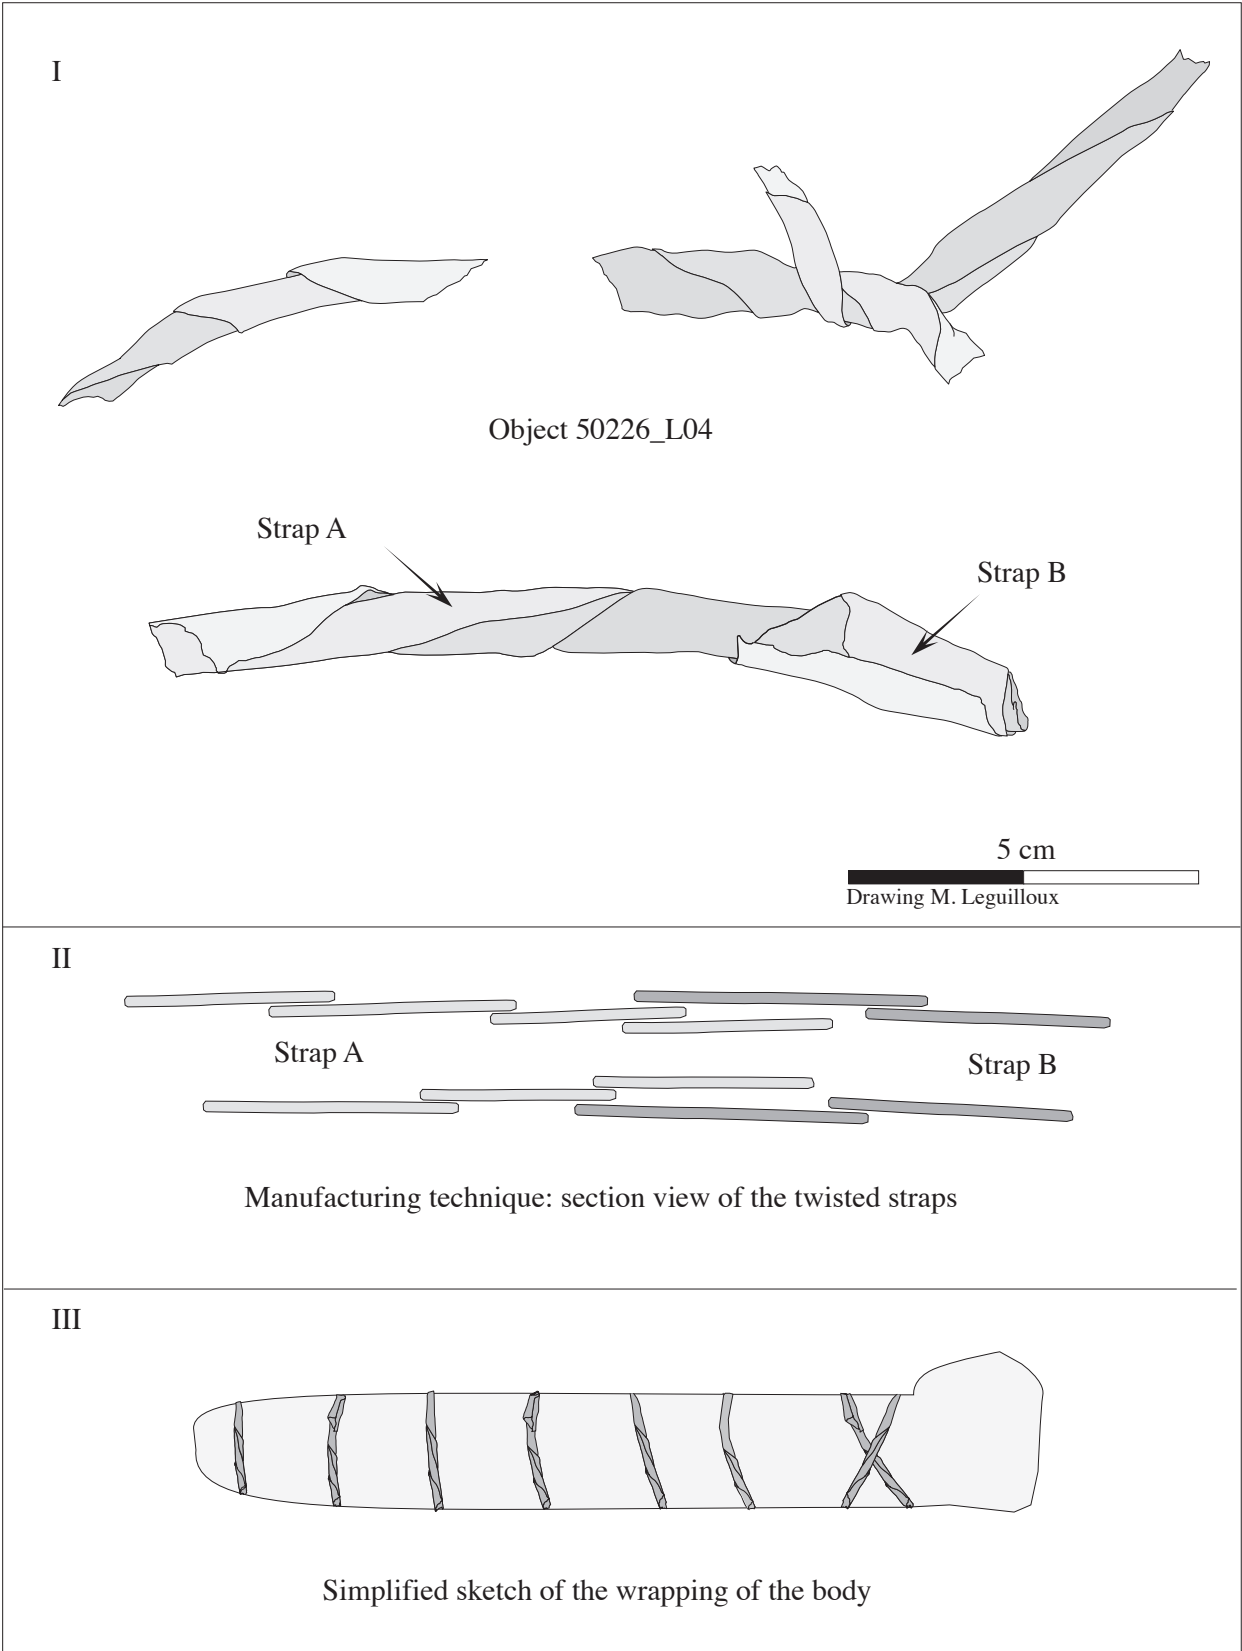 I
Object 50226_L04
Strap A
Strap B
5 cm
Drawing M. Leguilloux
II
Strap A
Strap B
Manufacturing technique: section view of the twisted straps
III
Simplified sketch of the wrapping of the body